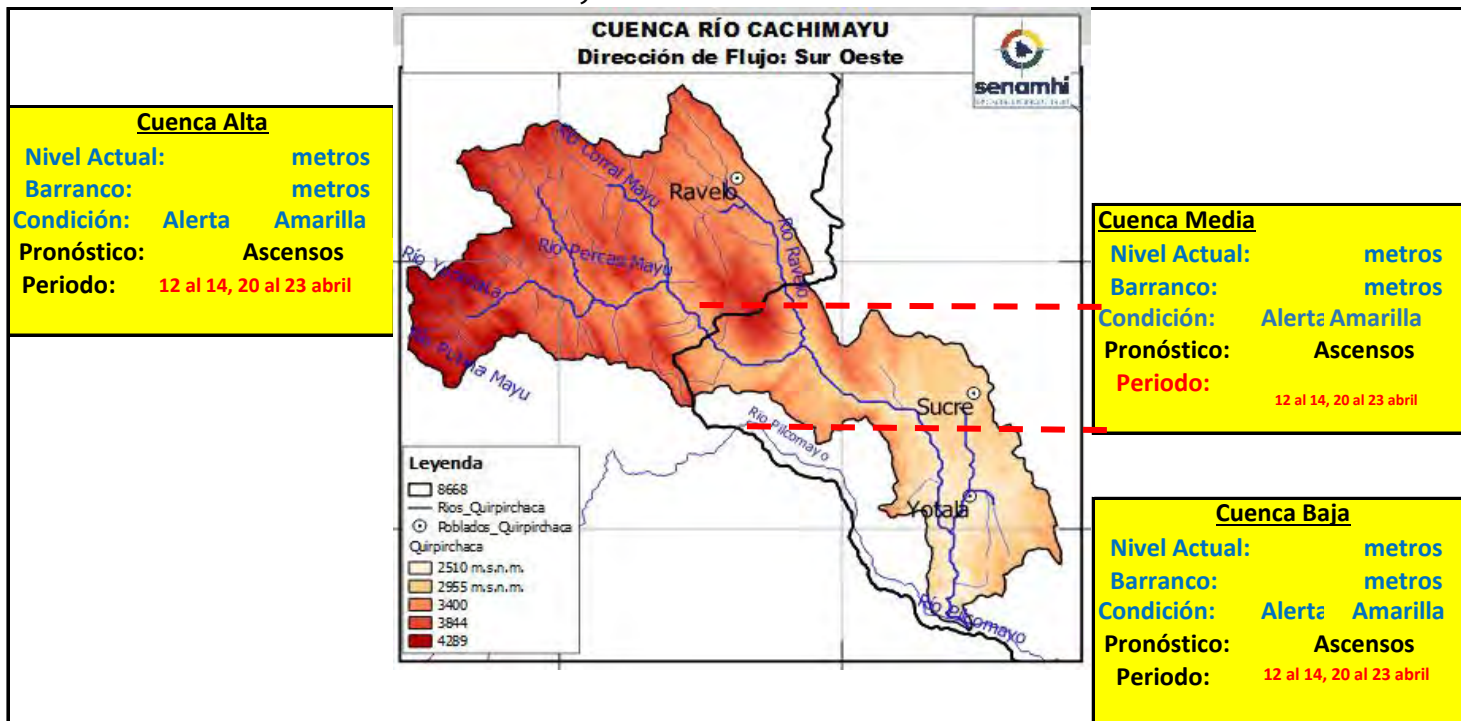 CUENCA RÍO CACHIMAYU
Dirección de Flujo: Sur Oeste
senamhi
Cuenca Alta
Nivel Actual: metros
Barranco: metros
Condición: Alerta Amarilla
Pronóstico: Ascensos
Periodo: 12 al 14, 20 al 23 abril
Río Corral Mayu
Ravelo
Río Ravelo
Río Percas Mayu
Mayu
Sucre
Río Pilcomayo
Yotala
Río Pilcomayo
Leyenda
8668
Rios_Quirpirchaca
Poblados_Quirpirchaca
Quirpirchaca
2510 m.s.n.m.
2955 m.s.n.m.
3400
3844
4289
Cuenca Media
Nivel Actual: metros
Barranco: metros
Condición: Alerta Amarilla
Pronóstico: Ascensos
Periodo:
12 al 14, 20 al 23 abril
Cuenca Baja
Nivel Actual: metros
Barranco: metros
Condición: Alerta Amarilla
Pronóstico: Ascensos
Periodo: 12 al 14, 20 al 23 abril